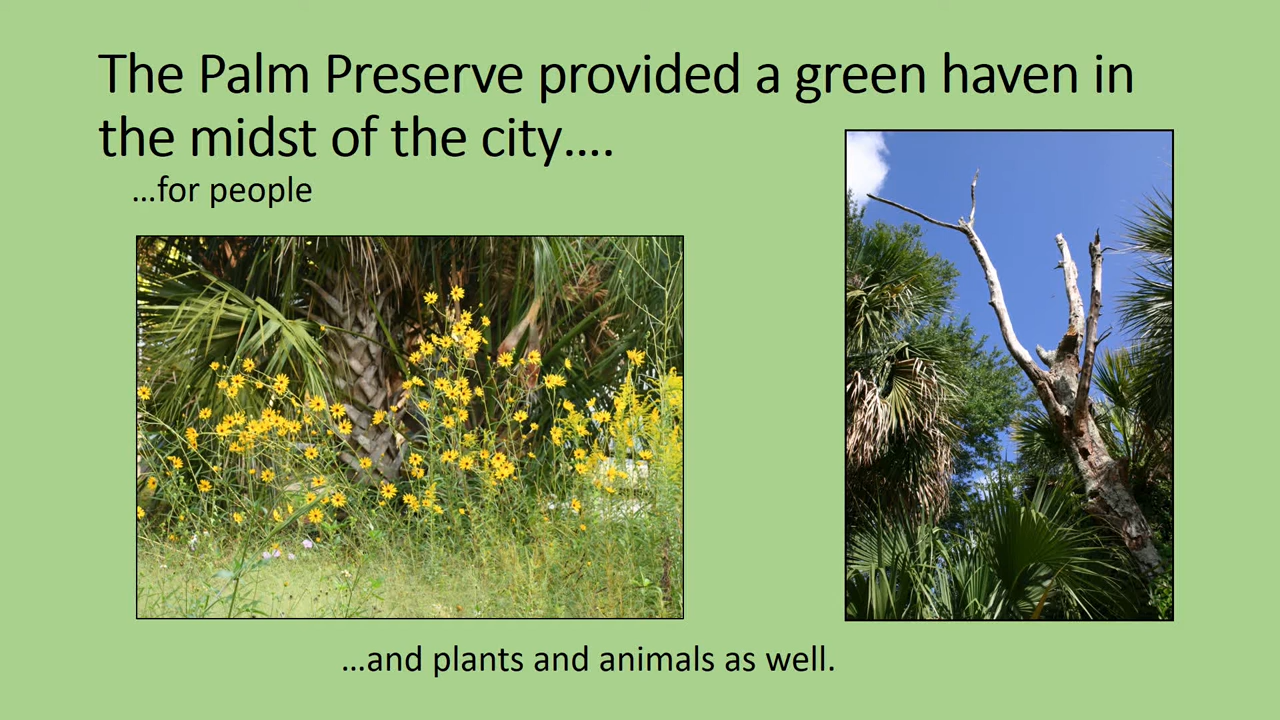 The Palm Preserve provided a green haven in
the midst of the city....
...for people
...and plants and animals as well.